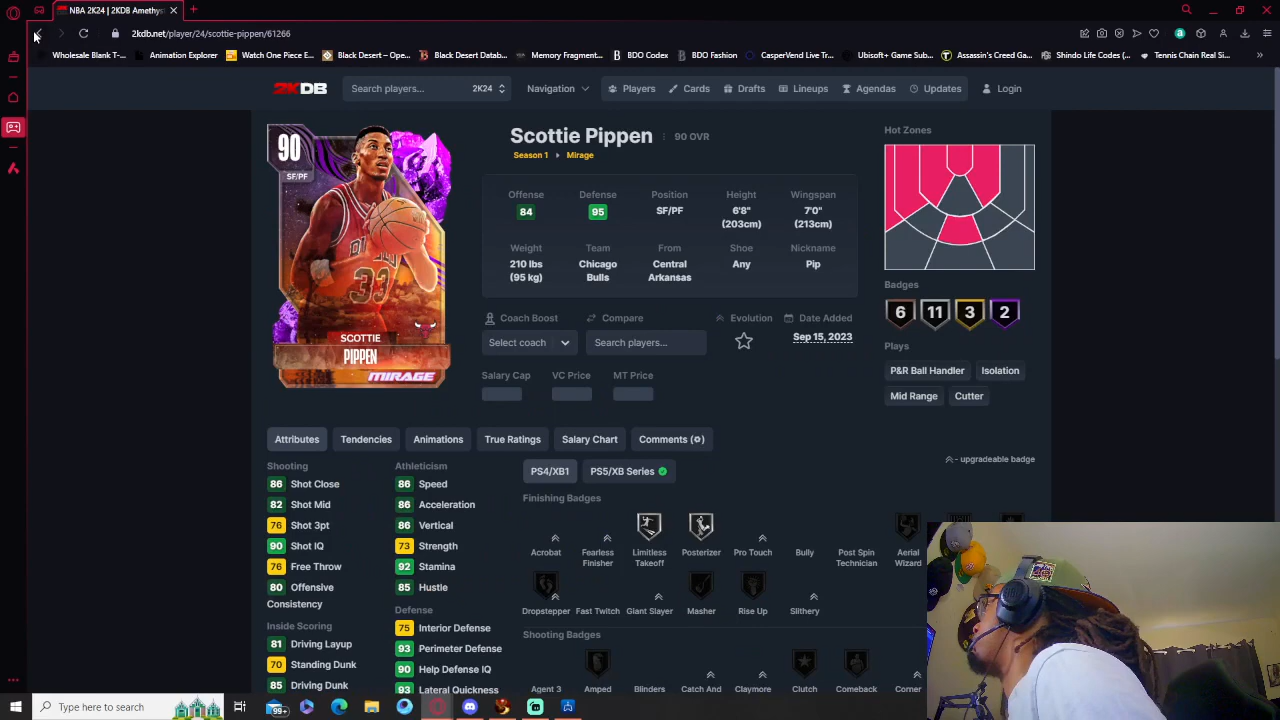 NBA 2K24 | 2KDB Amethys
2kdb.net/player/24/scottie-pippen/61266
Wholesale Blank T-...
Animation Explorer
Watch One Piece Epi...
Black Desert – Ope...
Black Desert Databa...
Memory Fragment...
BDO Codex
BDO Fashion
CasperVend Locatio...
Ubisoft+ Game Sub...
Assassin's Creed Ga...
Shindo Life Codes (...
Tennis Chain Real Si...
2KDB
Search players...
2K24
Navigation
Players
Cards
Drafts
Lineups
Agendas
Updates
Login
90
SF/PF
33
SCOTTIE
PIPPEN
MIRAGE
Scottie Pippen
90 OVR
Season 1
Mirage
Offense
Defense
Position
Height
Wingspan
84
95
SF/PF
6'8"
(203cm)
7'0"
(213cm)
Weight
Team
From
Shoe
Nickname
210 lbs
(95 kg)
Chicago
Bulls
Central
Arkansas
Any
Pip
Coach Boost
Compare
Evolution
Date Added
Select coach
Search players...
Sep 15, 2023
Salary Cap
VC Price
MT Price
Hot Zones
Badges
6
11
3
2
Plays
P&R Ball Handler
Isolation
Mid Range
Cutter
Attributes
Tendencies
Animations
True Ratings
Salary Chart
Comments
- upgradeable badge
Shooting
86 Shot Close
82 Shot Mid
76 Shot 3pt
90 Shot IQ
76 Free Throw
80 Offensive
Consistency
Inside Scoring
81 Driving Layup
70 Standing Dunk
85 Driving Dunk
Athleticism
86 Speed
86 Acceleration
86 Vertical
73 Strength
92 Stamina
85 Hustle
Defense
75 Interior Defense
93 Perimeter Defense
90 Help Defense IQ
93 Lateral Quickness
PS4/XB1
PS5/XB Series
Finishing Badges
Acrobat
Fearless
Finisher
Limitless
Takeoff
Posterizer
Pro Touch
Bully
Post Spin
Technician
Aerial
Wizard
Dropstepper
Fast Twitch
Giant Slayer
Masher
Rise Up
Slithery
Shooting Badges
Agent 3
Amped
Blinders
Catch And
Claymore
Clutch
Comeback
Corner
Type here to search
99+